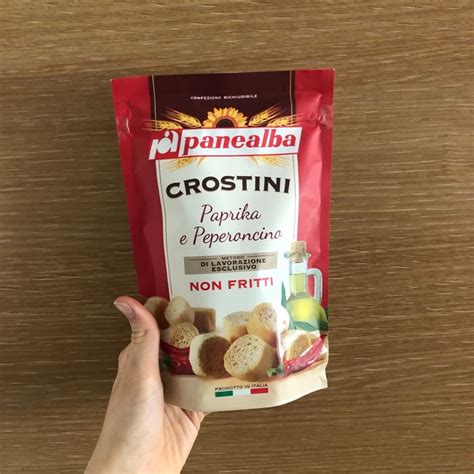 CONFEZIONE RICHIUDIBILE
panealba
CROSTINI
Paprika
e Peperoncino
METODO
DI LAVORAZIONE
ESCLUSIVO
NON FRITTI
PRODOTTO IN ITALIA